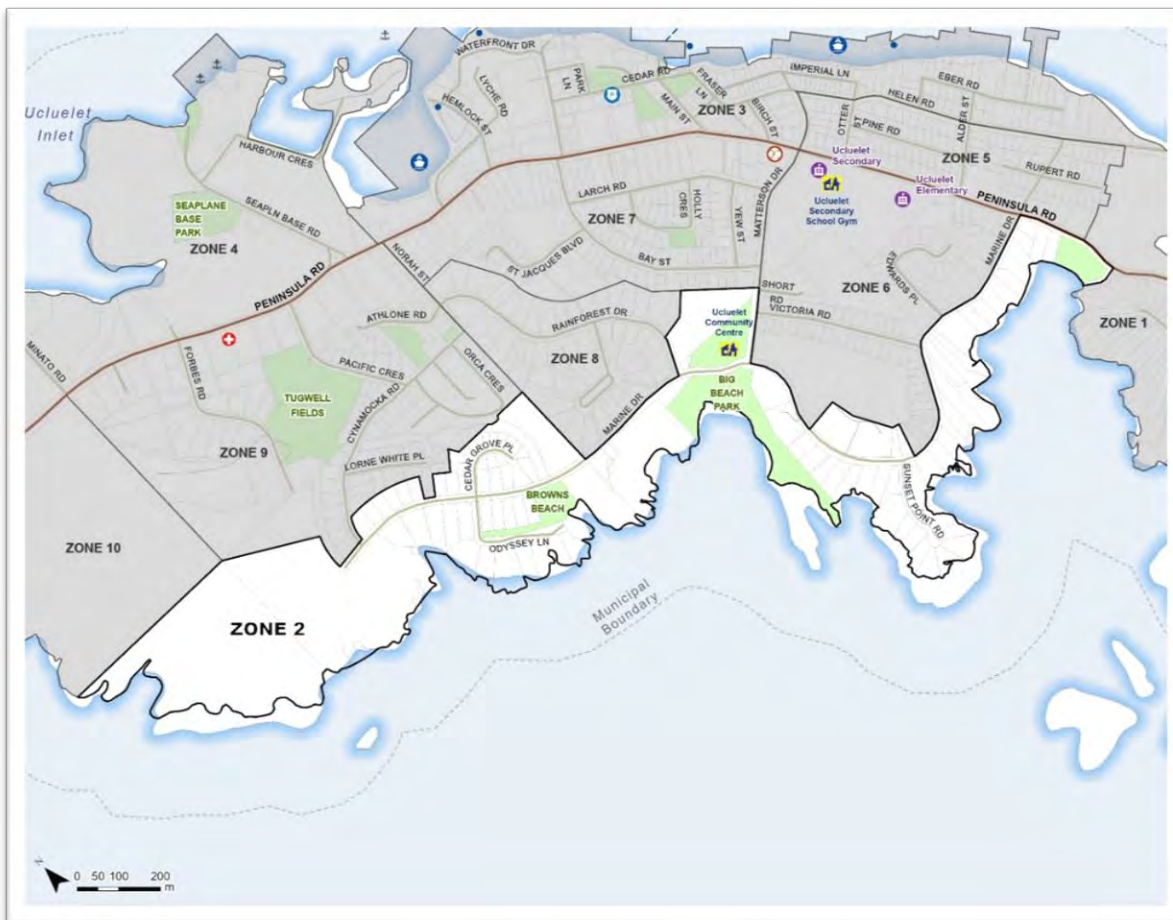 WATERFRONT DR
PARK
LN
CEDAR RD
FRASER
LN
IMPERIAL LN
EBER RD
LYCHE RD
HELEN RD
Ucluelet
Inlet
HEMLOCK ST
MAIN ST
ZONE 3
BIRCH ST
OTTER
ST
PINE RD
ALDER ST
HARBOUR CRES
Ucluelet
Secondary
ZONE 5
RUPERT RD
LARCH RD
MATTERSON DR
Ucluelet
Elementary
SEAPLANE
BASE
PARK
SEAPLN BASE RD
HOLLY
CRES
YEW ST
Ucluelet
Secondary
School Gym
PENINSULA RD
ZONE 7
ZONE 4
NORAH ST
ST JACQUES BLVD
BAY ST
MARINE DR
EDWARDS PL
PENINSULA RD
SHORT
RD
ZONE 6
VICTORIA RD
ATHLONE RD
RAINFOREST DR
Ucluelet
Community
Centre
ZONE 1
MINATO RD
FORBES RD
PACIFIC CRES
ORCA CRES
ZONE 8
BIG
BEACH
PARK
TUGWELL
FIELDS
CYNAMOCKA RD
MARINE DR
ZONE 9
LORNE WHITE PL
CEDAR GROVE PL
SUNSET POINT RD
BROWNS
BEACH
ODYSSEY LN
ZONE 10
Municipal
Boundary
ZONE 2
N
0 50 100 200
m